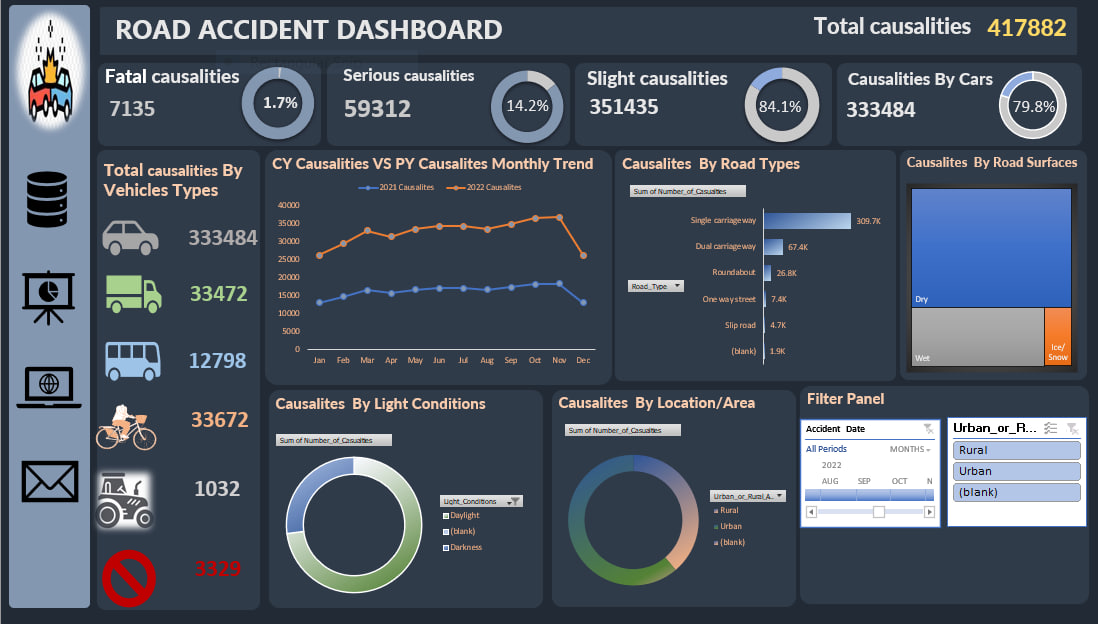 ROAD ACCIDENT DASHBOARD
Total causalities 417882
Fatal causalities
7135
1.7%
Serious causalities
59312
14.2%
Slight causalities
351435
84.1%
Causalities By Cars
333484
79.8%
Total causalities By
Vehicles Types
333484
33472
12798
33672
1032
3329
CY Causalities VS PY Causalites Monthly Trend
2021 Causalites 2022 Causalites
40000
35000
30000
25000
20000
15000
10000
5000
0
Jan Feb Mar Apr May Jun Jul Aug Sep Oct Nov Dec
Causalites By Road Types
Sum of Number_of_Casualties
Road_Type
Single carriageway 309.7K
Dual carriageway 67.4K
Roundabout 26.8K
One way street 7.4K
Slip road 4.7K
(blank) 1.9K
Causalites By Road Surfaces
Dry
Wet
Ice/
Snow
Causalites By Light Conditions
Sum of Number_of_Casualties
Light_Conditions
Daylight
(blank)
Darkness
Causalites By Location/Area
Sum of Number_of_Casualties
Urban_or_Rural_A...
Rural
Urban
(blank)
Filter Panel
Accident Date
All Periods MONTHS
2022
AUG SEP OCT N
Urban_or_R...
Rural
Urban
(blank)